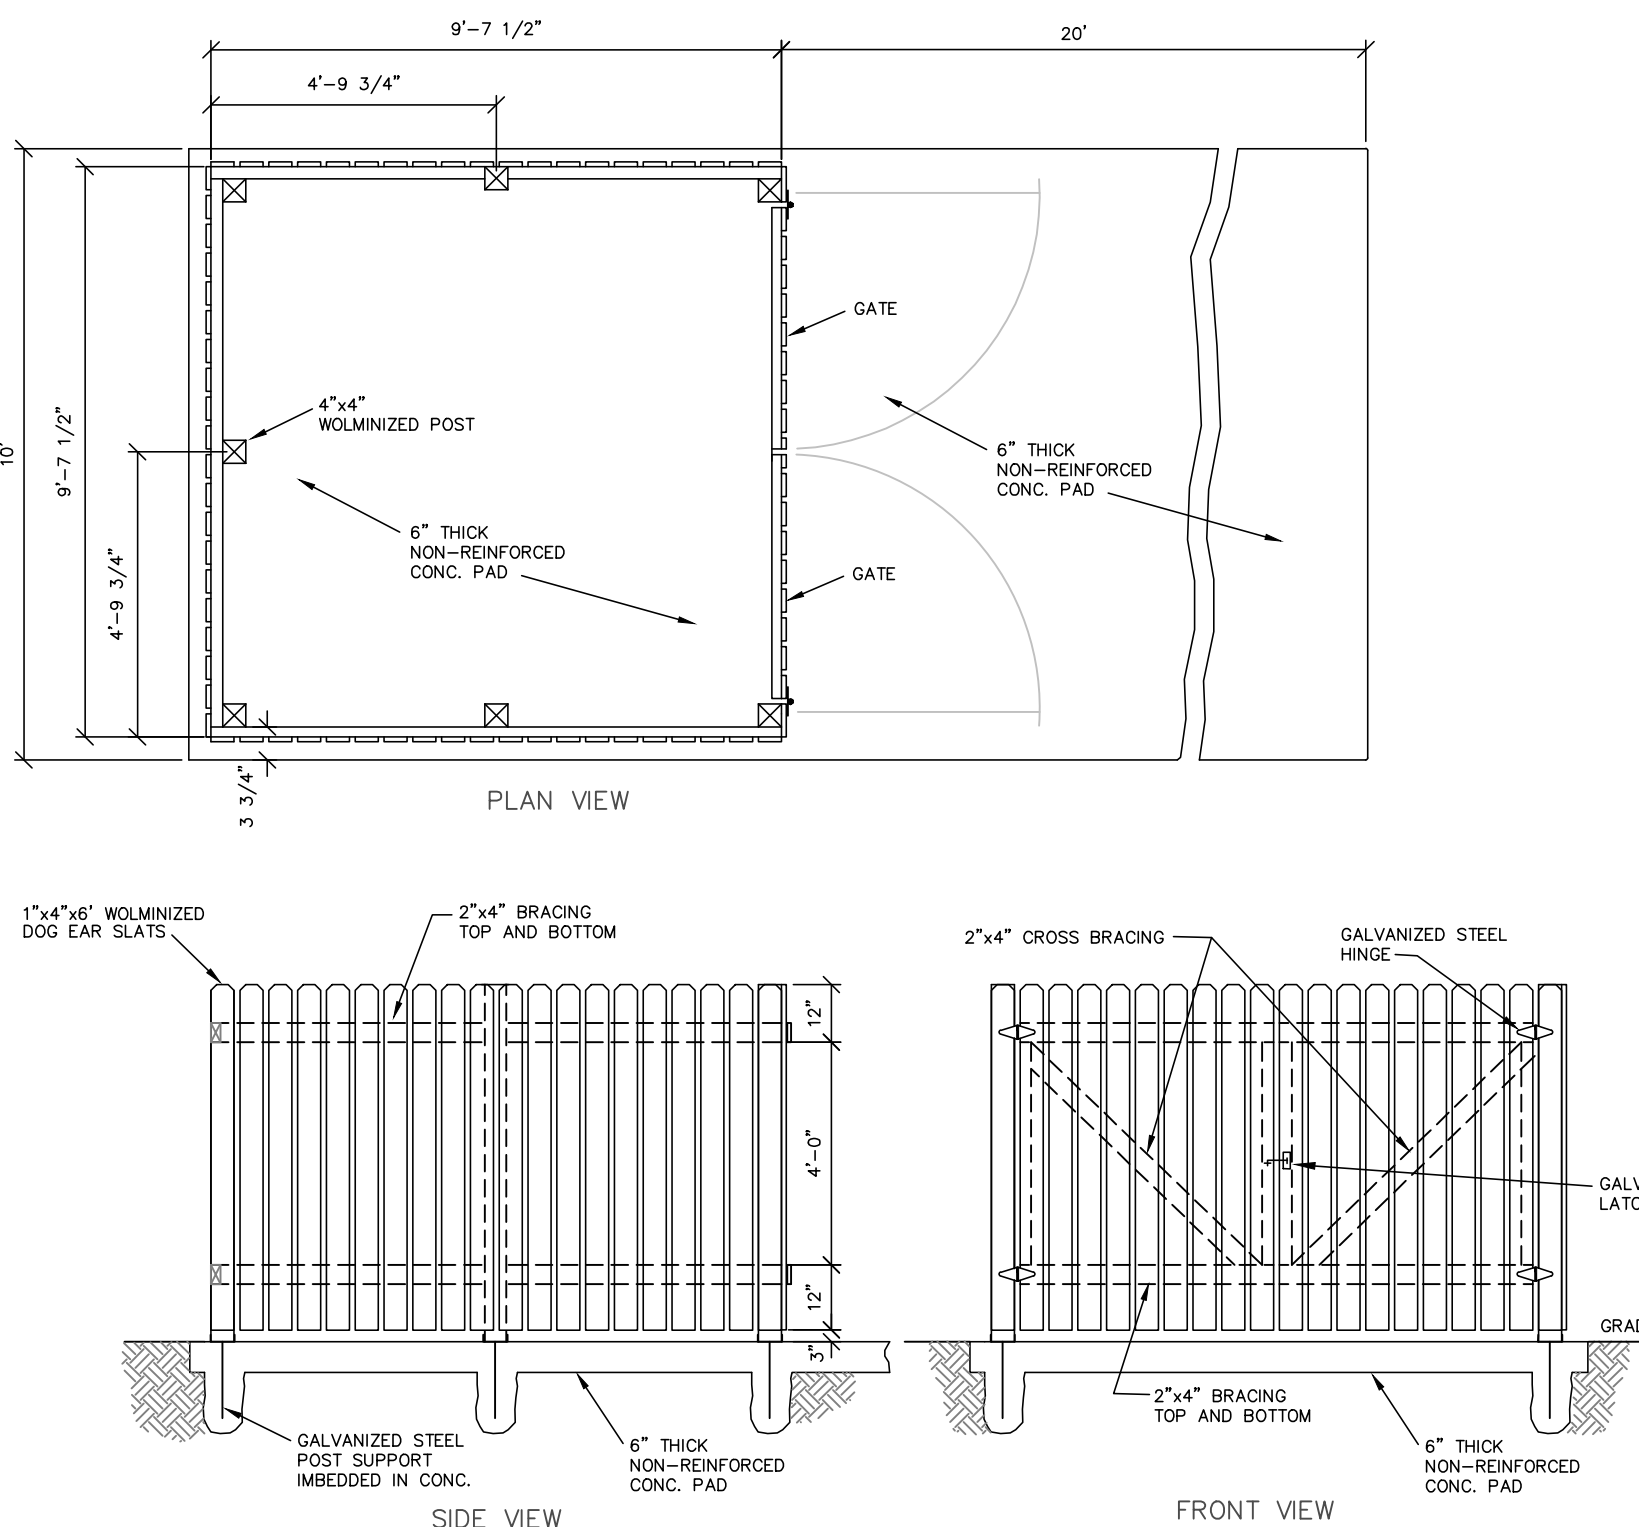 9'-7 1/2"
20'
4'-9 3/4"
10'
9'-7 1/2"
4'-9 3/4"
GATE
4"x4"
WOLMINIZED POST
6" THICK
NON-REINFORCED
CONC. PAD
6" THICK
NON-REINFORCED
CONC. PAD
GATE
3 3/4"
PLAN VIEW
1"x4"x6' WOLMINIZED
DOG EAR SLATS
2"x4" BRACING
TOP AND BOTTOM
12"
4'-0"
12"
3"
GALVANIZED STEEL
POST SUPPORT
IMBEDDED IN CONC.
6" THICK
NON-REINFORCED
CONC. PAD
SIDE VIEW
2"x4" CROSS BRACING
GALVANIZED STEEL
HINGE
GALV
LATC
GRAD
2"x4" BRACING
TOP AND BOTTOM
6" THICK
NON-REINFORCED
CONC. PAD
FRONT VIEW